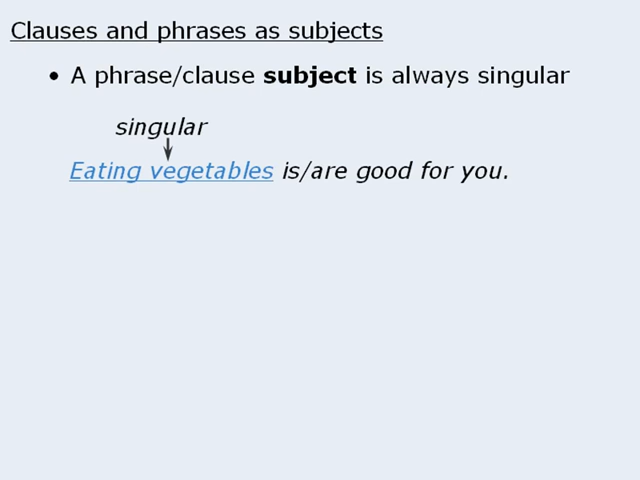 Clauses and phrases as subjects
• A phrase/clause subject is always singular
singular
Eating vegetables is/are good for you.